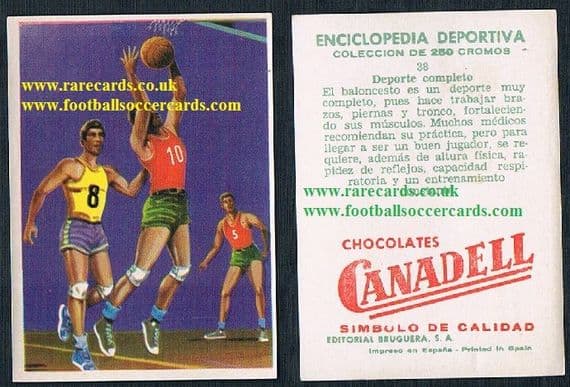 www.rarecards.co.uk
www.footballsoccercards.com
10
8
5
ENCICLOPEDIA DEPORTIVA
COLECCION DE 250 CROMOS
38
Deporte completo
El baloncesto es un deporte muy
completo, pues hace trabajar bra-
zos, piernas y tronco, fortalecien-
do sus músculos. Muchos médicos
recomiendan su práctica, pero para
llegar a ser un buen jugador, se re-
quiere, además de altura física, ra-
pidez de reflejos, capacidad respi-
ratoria y un entrenamiento
www.rarecards.co.uk
www.footballsoccercards.com
CHOCOLATES
CANADELL
SIMBOLO DE CALIDAD
EDITORIAL BRUGUERA, S. A.
Impreso en España - Printed in Spain